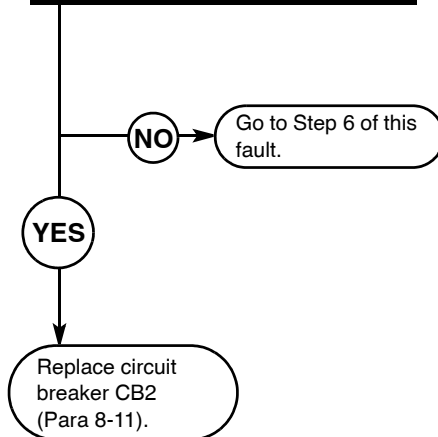 NO
Go to Step 6 of this
fault.
YES
Replace circuit
breaker CB2
(Para 8-11).